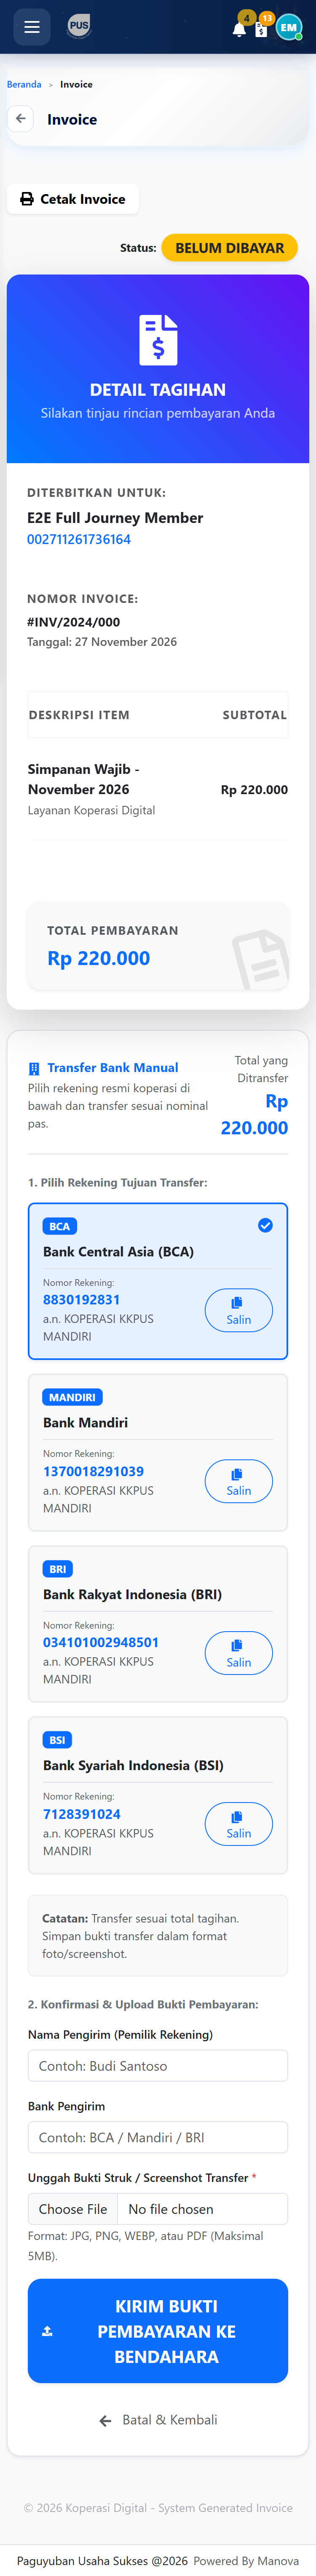 PUS
4
13
EM
Beranda > Invoice
Invoice
Cetak Invoice
Status: BELUM DIBAYAR
DETAIL TAGIHAN
Silakan tinjau rincian pembayaran Anda
DITERBITKAN UNTUK:
E2E Full Journey Member
002711261736164
NOMOR INVOICE:
#INV/2024/000
Tanggal: 27 November 2026
DESKRIPSI ITEM SUBTOTAL
Simpanan Wajib -
November 2026
Rp 220.000
Layanan Koperasi Digital
TOTAL PEMBAYARAN
Rp 220.000
Transfer Bank Manual
Pilih rekening resmi koperasi di
bawah dan transfer sesuai nominal
pas.
Total yang
Ditransfer
Rp
220.000
1. Pilih Rekening Tujuan Transfer:
BCA
Bank Central Asia (BCA)
Nomor Rekening:
8830192831
a.n. KOPERASI KKPUS
MANDIRI
Salin
MANDIRI
Bank Mandiri
Nomor Rekening:
1370018291039
a.n. KOPERASI KKPUS
MANDIRI
Salin
BRI
Bank Rakyat Indonesia (BRI)
Nomor Rekening:
034101002948501
a.n. KOPERASI KKPUS
MANDIRI
Salin
BSI
Bank Syariah Indonesia (BSI)
Nomor Rekening:
7128391024
a.n. KOPERASI KKPUS
MANDIRI
Salin
Catatan: Transfer sesuai total tagihan.
Simpan bukti transfer dalam format
foto/screenshot.
2. Konfirmasi & Upload Bukti Pembayaran:
Nama Pengirim (Pemilik Rekening)
Contoh: Budi Santoso
Bank Pengirim
Contoh: BCA / Mandiri / BRI
Unggah Bukti Struk / Screenshot Transfer *
Choose File No file chosen
Format: JPG, PNG, WEBP, atau PDF (Maksimal
5MB).
KIRIM BUKTI
PEMBAYARAN KE
BENDAHARA
Batal & Kembali
© 2026 Koperasi Digital - System Generated Invoice
Paguyuban Usaha Sukses @2026 Powered By Manova